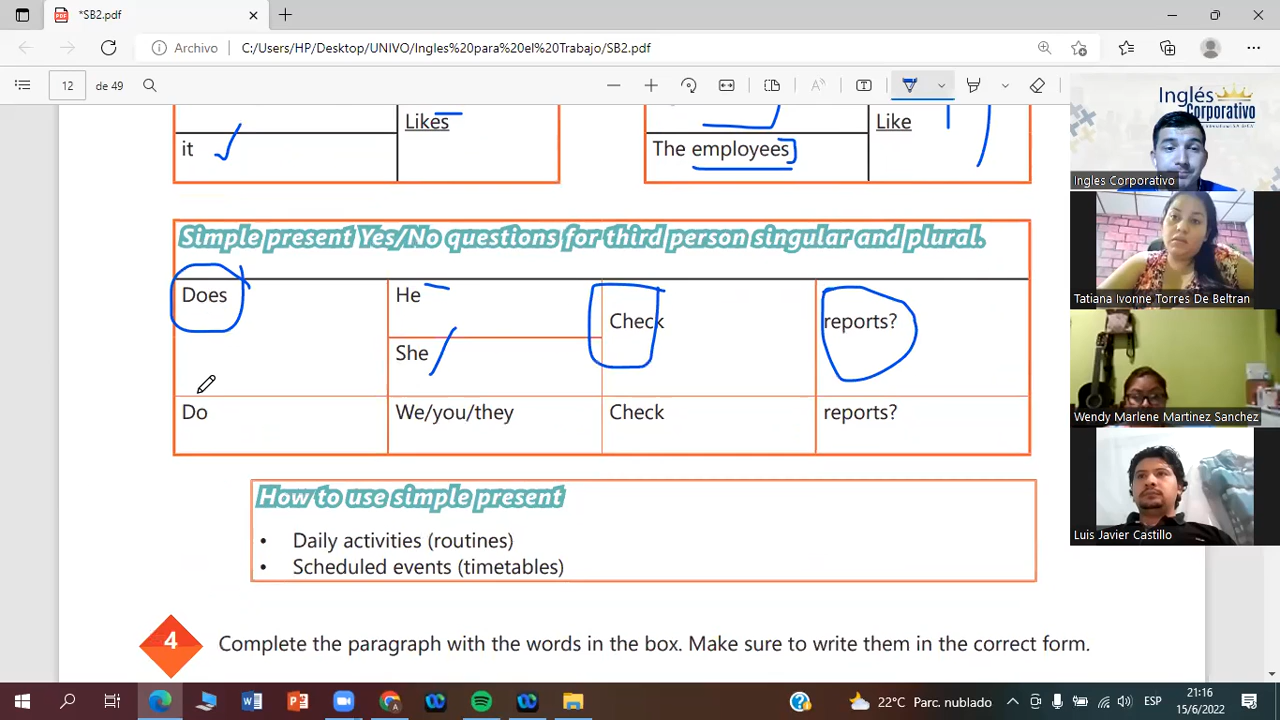 *SB2.pdf
Archivo
C:/Users/HP/Desktop/UNIVO/Ingles%20para%20el%20Trabajo/SB2.pdf
12 de 49
Likes
Like
it
The employees
Inglés
Corporativo
Ingles Corporativo
Simple present Yes/No questions for third person singular and plural.
Does
He
Check
reports?
She
Do
We/you/they
Check
reports?
Tatiana Ivonne Torres De Beltran
Wendy Marlene Martinez Sanchez
Luis Javier Castillo
How to use simple present
• Daily activities (routines)
• Scheduled events (timetables)
4
Complete the paragraph with the words in the box. Make sure to write them in the correct form.
22°C Parc. nublado
ESP
21:16
15/6/2022